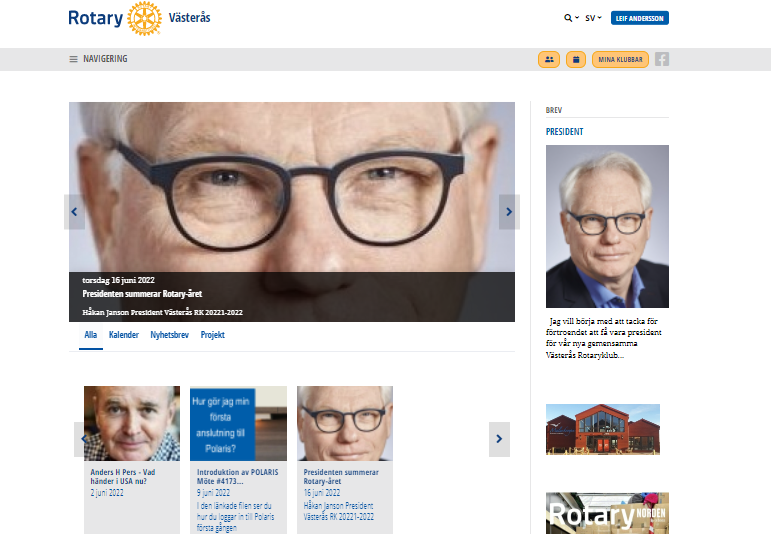 Rotary
Västerås
SV
LEIF ANDERSSON
NAVIGERING
MINA KLUBBAR
torsdag 16 juni 2022
Presidenten summerar Rotary-året
Håkan Janson President Västerås RK 20221-2022
Alla Kalender Nyhetsbrev Projekt
Hur gör jag min
första
anslutning till
Polaris?
Anders H Pers - Vad
händer i USA nu?
2 juni 2022
Introduktion av POLARIS
Möte #4173...
9 juni 2022
I den länkade filen ser du
hur du loggar in till Polaris
första gången
Presidenten summerar
Rotary-året
16 juni 2022
Håkan Janson President
Västerås RK 20221-2022
BREV
PRESIDENT
Jag vill börja med att tacka för
förtroendet att få vara president
för vår nya gemensamma
Västerås Rotaryklub...
Rotary NORDEN